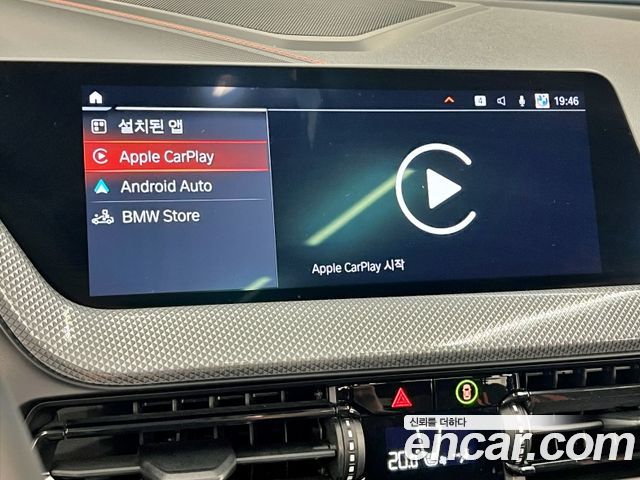 4 19:46
설치된 앱
Apple CarPlay
Android Auto
BMW Store
Apple CarPlay 시작
신뢰를 더하다
encar.com